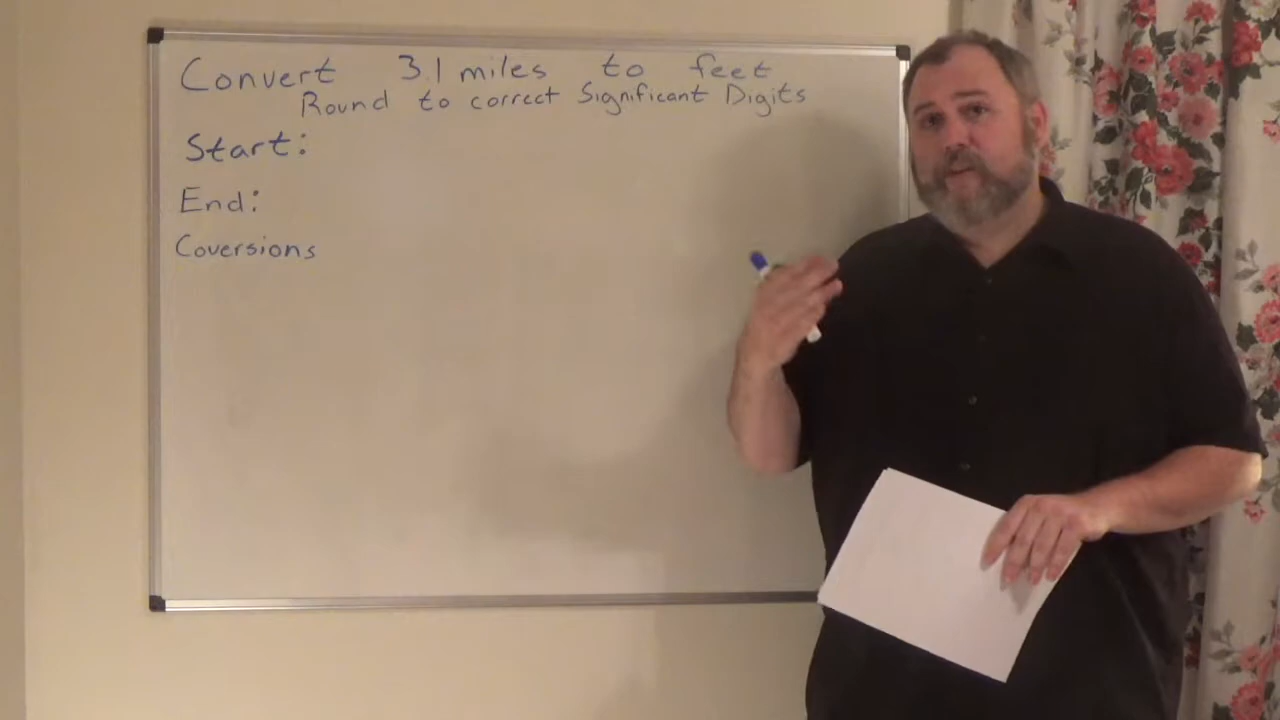 Convert 3.1 miles to feet
Round to correct Significant Digits
Start:
End:
Coversions